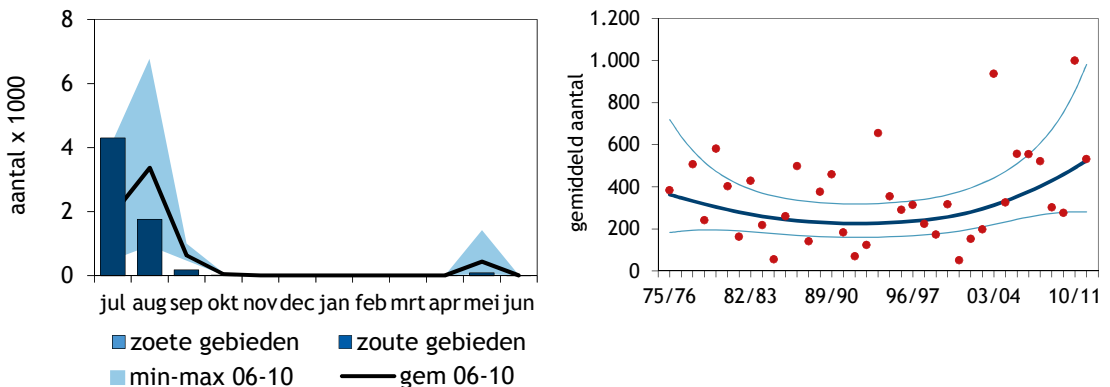 aantal x 1000
8
6
4
2
0
jul aug sep okt nov dec jan feb mrt apr mei jun
zoete gebieden
zoute gebieden
min-max 06-10
gem 06-10
gemiddeld aantal
1.200
1.000
800
600
400
200
0
75/76 82/83 89/90 96/97 03/04 10/11